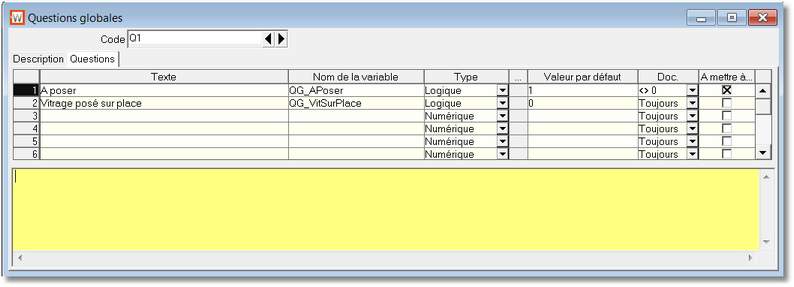 W Questions globales
Code Q1
Description Questions
Texte Nom de la variable Type ... Valeur par défaut Doc. A mettre à...
1 A poser QG_APoser Logique 1 <> 0
2 Vitrage posé sur place QG_VitSurPlace Logique 0 Toujours
3 Numérique Toujours
4 Numérique Toujours
5 Numérique Toujours
6 Numérique Toujours